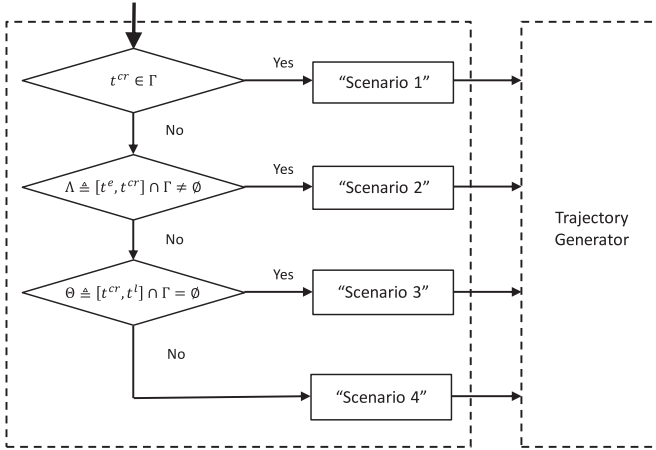 t^{cr} ∈ Γ
Yes
“Scenario 1”
No
Λ ≜ [t^e, t^{cr}] ∩ Γ ≠ ∅
Yes
“Scenario 2”
No
Θ ≜ [t^{cr}, t^l] ∩ Γ = ∅
Yes
“Scenario 3”
No
“Scenario 4”
Trajectory
Generator